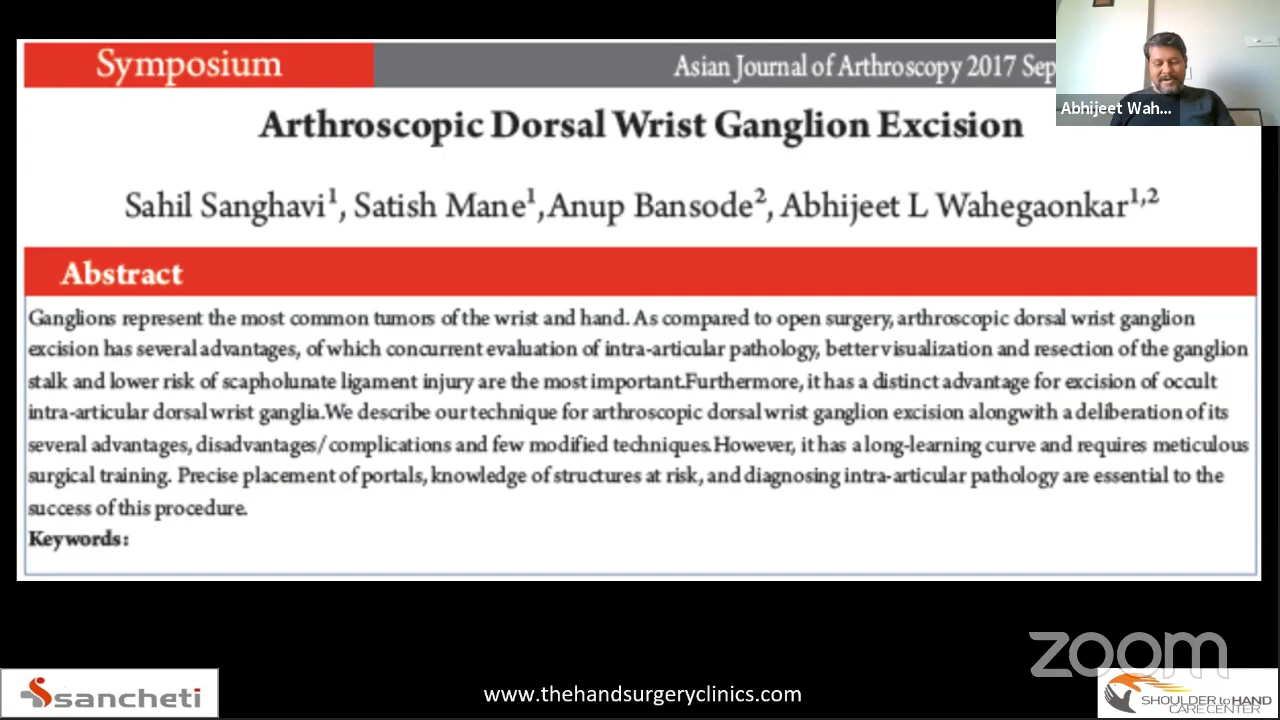 Symposium
Asian Journal of Arthroscopy 2017 Sep
Abhijeet Wah...
Arthroscopic Dorsal Wrist Ganglion Excision
Sahil Sanghavi¹, Satish Mane¹,Anup Bansode², Abhijeet L Wahegaonkar¹,²
Abstract
Ganglions represent the most common tumors of the wrist and hand. As compared to open surgery, arthroscopic dorsal wrist ganglion
excision has several advantages, of which concurrent evaluation of intra-articular pathology, better visualization and resection of the ganglion
stalk and lower risk of scapholunate ligament injury are the most important.Furthermore, it has a distinct advantage for excision of occult
intra-articular dorsal wrist ganglia.We describe our technique for arthroscopic dorsal wrist ganglion excision alongwith a deliberation of its
several advantages, disadvantages/complications and few modified techniques.However, it has a long-learning curve and requires meticulous
surgical training. Precise placement of portals, knowledge of structures at risk, and diagnosing intra-articular pathology are essential to the
success of this procedure.
Keywords:
zoom
sancheti
www.thehandsurgeryclinics.com
SHOULDER to HAND
CARE CENTER